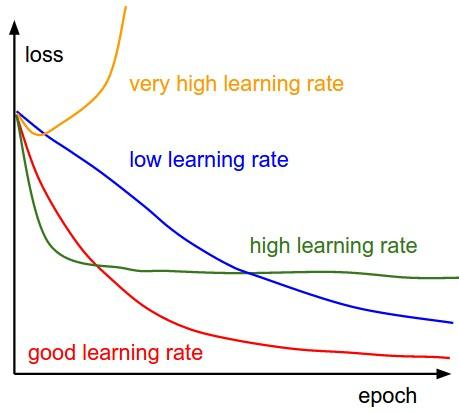 loss
very high learning rate
low learning rate
high learning rate
good learning rate
epoch